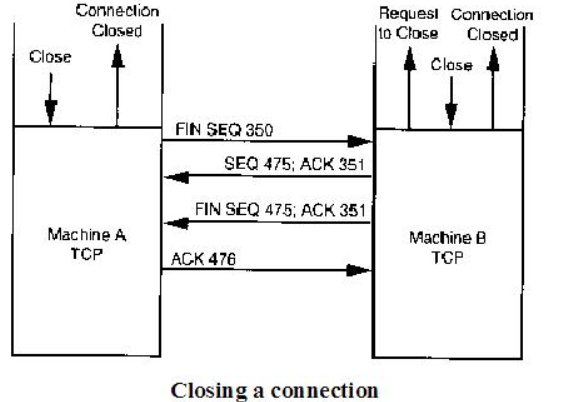 Connection
Closed
Close
Request
to Close
Connection
Closed
Close
FIN SEQ 350
SEQ 475; ACK 351
FIN SEQ 475; ACK 351
ACK 476
Machine A
TCP
Machine B
TCP
Closing a connection